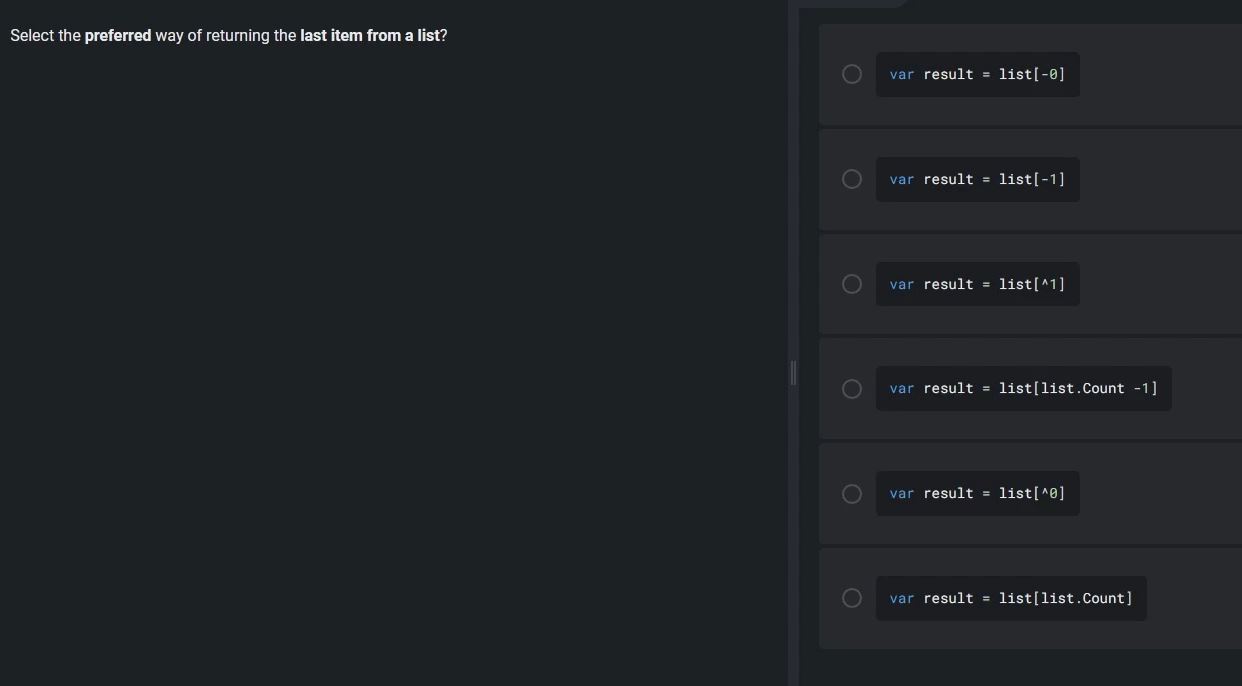 Select the preferred way of returning the last item from a list?
var result = list[-0]
var result = list[-1]
var result = list[^1]
var result = list[list.Count -1]
var result = list[^0]
var result = list[list.Count]